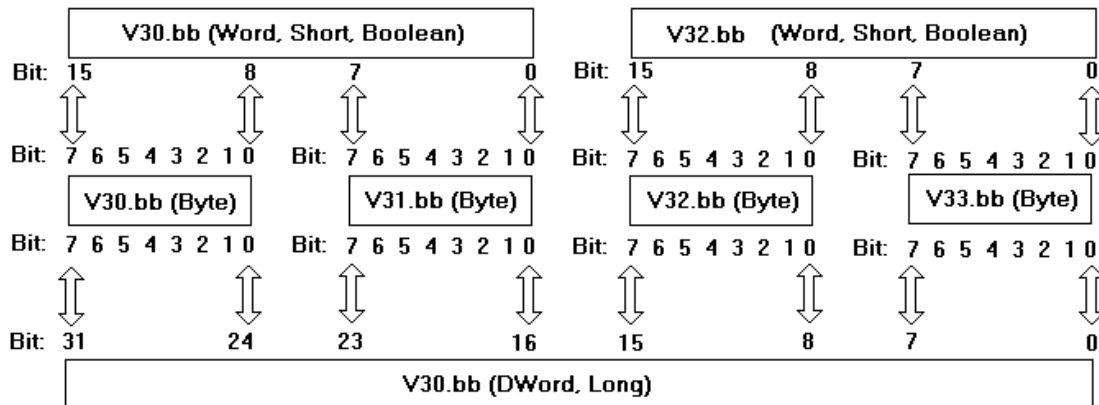 V30.bb (Word, Short, Boolean) V32.bb (Word, Short, Boolean)
Bit: 15 8 7 0 15 8 7 0
Bit: 7 6 5 4 3 2 1 0 Bit: 7 6 5 4 3 2 1 0 Bit: 7 6 5 4 3 2 1 0 Bit: 7 6 5 4 3 2 1 0
V30.bb (Byte) V31.bb (Byte) V32.bb (Byte) V33.bb (Byte)
Bit: 7 6 5 4 3 2 1 0 Bit: 7 6 5 4 3 2 1 0 Bit: 7 6 5 4 3 2 1 0 Bit: 7 6 5 4 3 2 1 0
Bit: 31 24 23 16 15 8 7 0
V30.bb (DWord, Long)